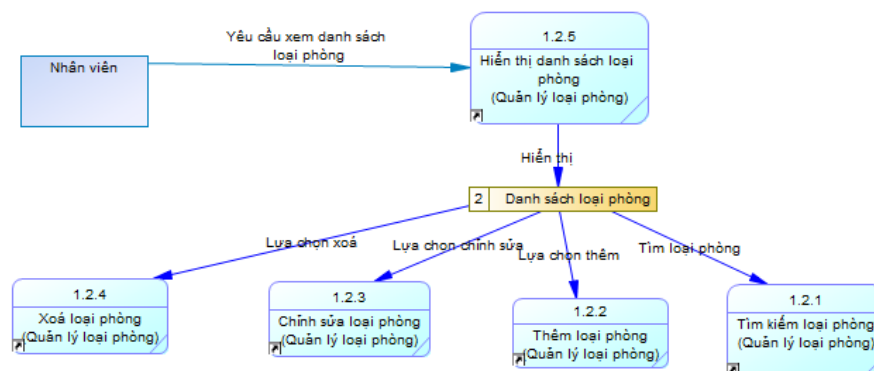 Yêu cầu xem danh sách
loại phòng
Nhân viên
1.2.5
Hiển thị danh sách loại
phòng
(Quản lý loại phòng)
Hiển thị
2 Danh sách loại phòng
Lựa chọn xoá
Lựa chọn chỉnh sửa
Lựa chọn thêm
Tìm loại phòng
1.2.4
Xoá loại phòng
(Quản lý loại phòng)
1.2.3
Chỉnh sửa loại phòng
(Quản lý loại phòng)
1.2.2
Thêm loại phòng
(Quản lý loại phòng)
1.2.1
Tìm kiếm loại phòng
(Quản lý loại phòng)